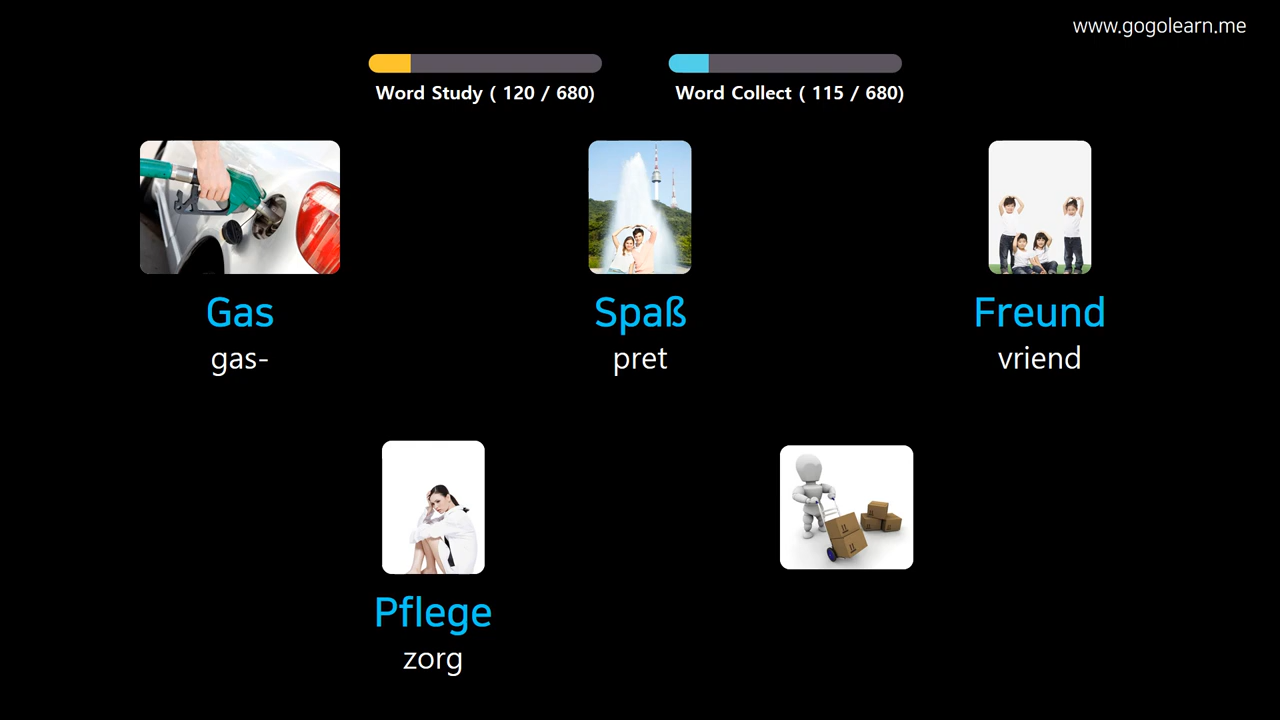 www.gogolearn.me
Word Study ( 120 / 680)
Word Collect ( 115 / 680)
Gas
gas-
Spaß
pret
Freund
vriend
Pflege
zorg